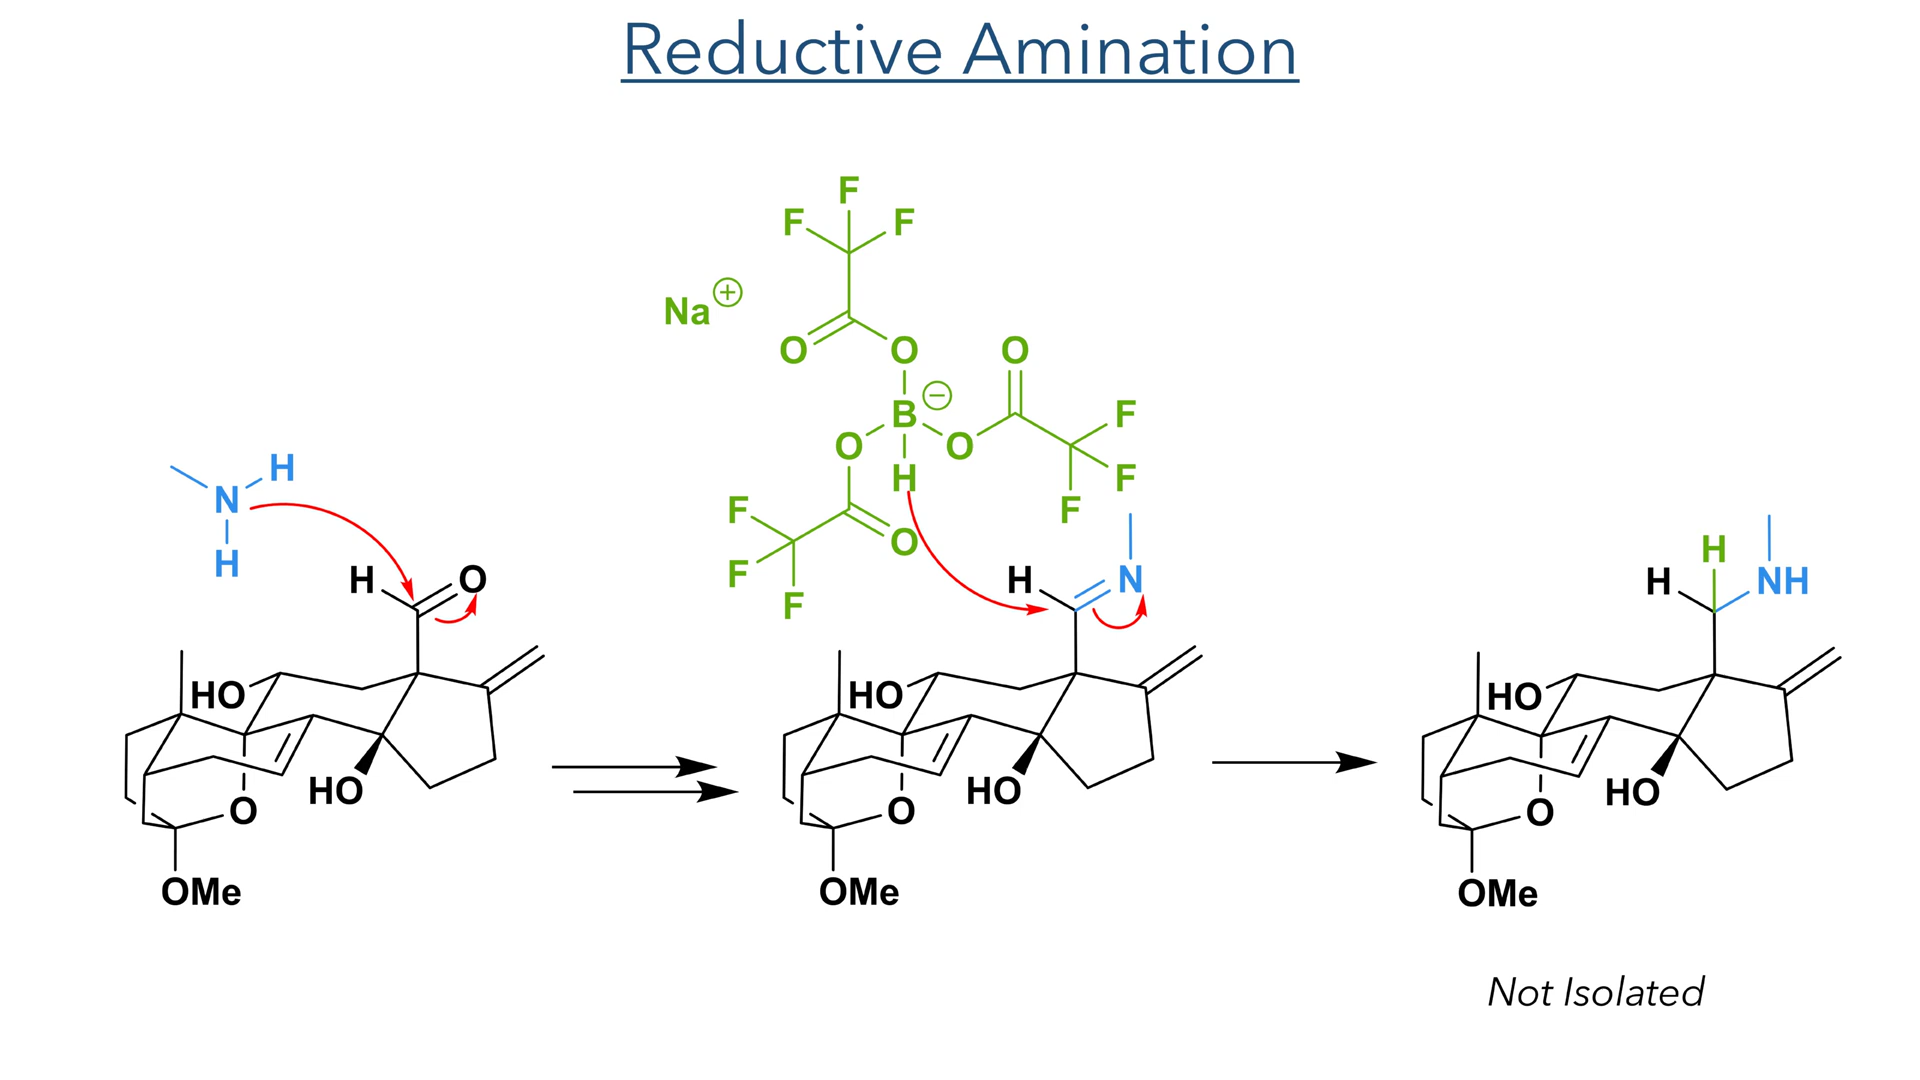 Reductive Amination
F
F F
Na⊕
O O O
B⊖
F
O O
H
H
F
F
N
F
O
F
H
F
F
H O
H N
H
H NH
HO
HO
HO
HO
HO
HO
O
O
O
OMe
OMe
OMe
Not Isolated